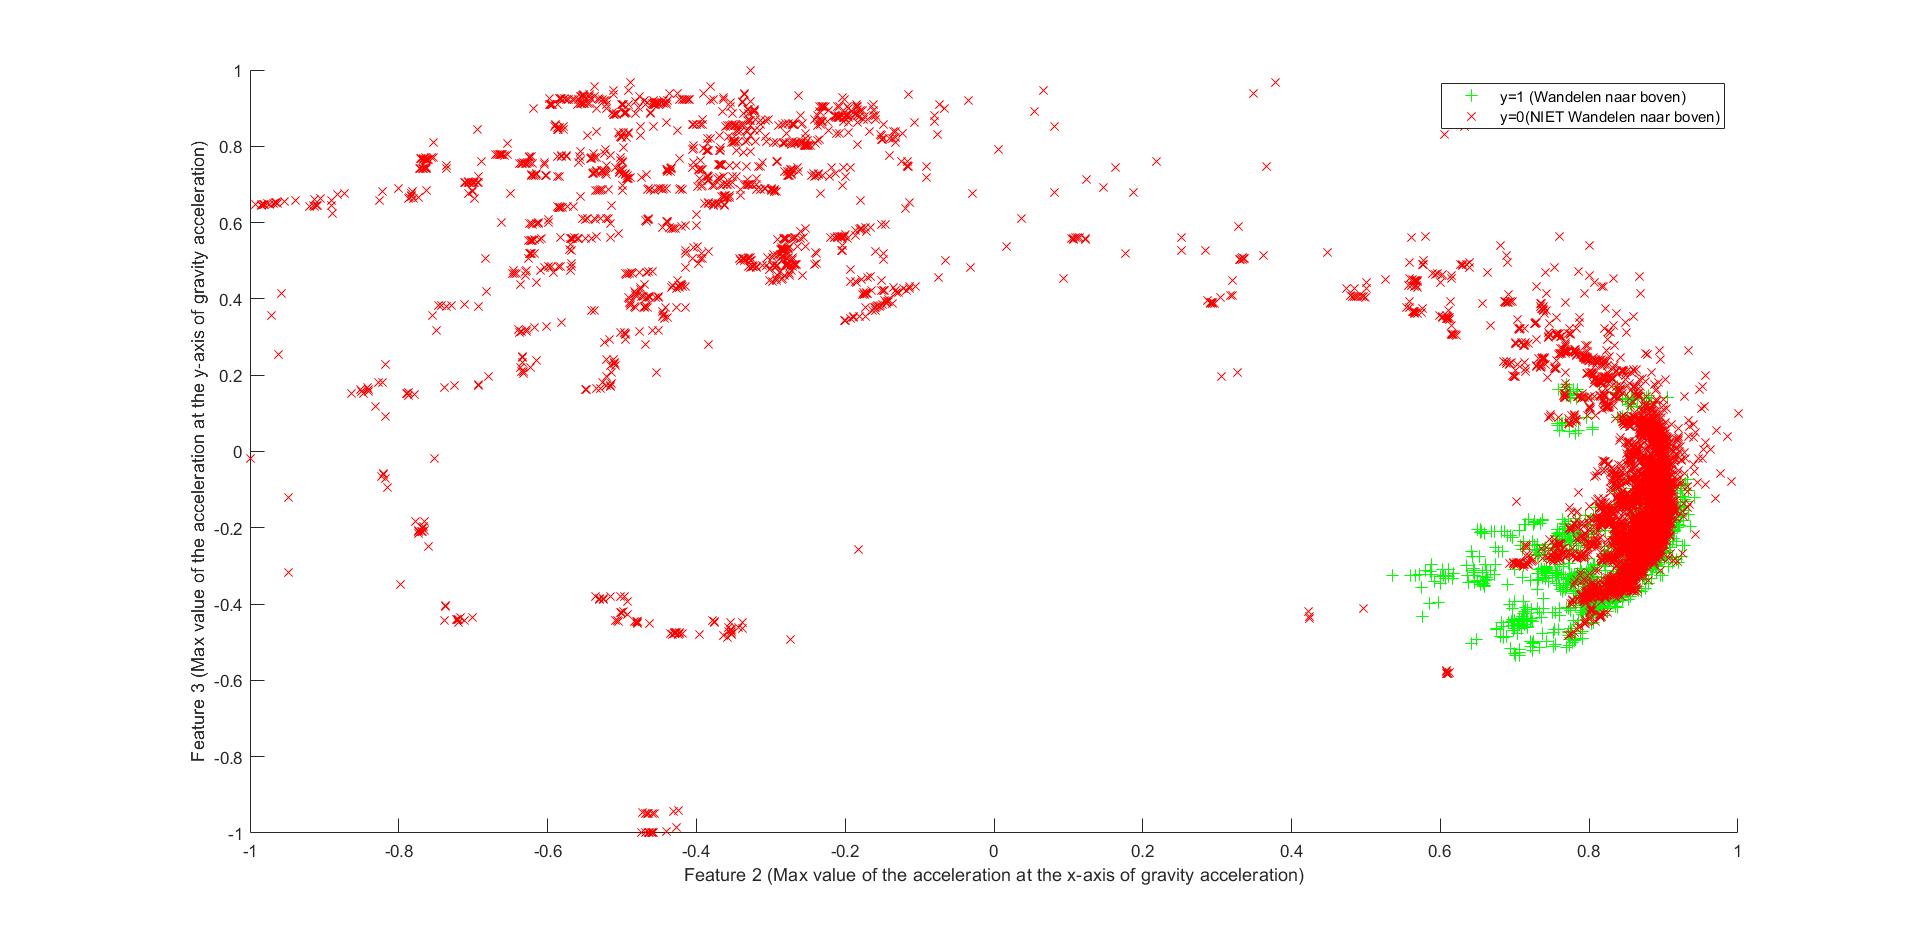 y=1 (Wandelen naar boven)
y=0(NIET Wandelen naar boven)
Feature 3 (Max value of the acceleration at the y-axis of gravity acceleration)
1
0.8
0.6
0.4
0.2
0
-0.2
-0.4
-0.6
-0.8
-1
-1 -0.8 -0.6 -0.4 -0.2 0 0.2 0.4 0.6 0.8 1
Feature 2 (Max value of the acceleration at the x-axis of gravity acceleration)